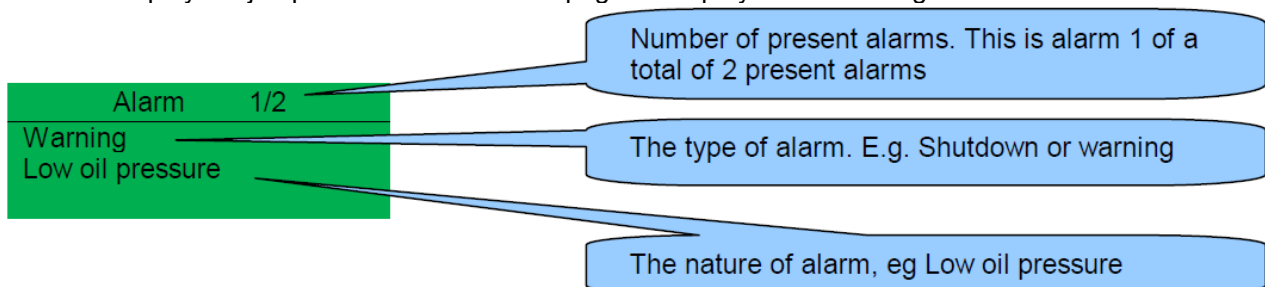 Number of present alarms. This is alarm 1 of a
total of 2 present alarms
Alarm 1/2
Warning
Low oil pressure
The type of alarm. E.g. Shutdown or warning
The nature of alarm, eg Low oil pressure